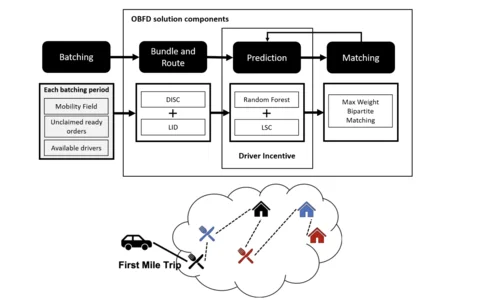 OBFD solution components
Batching
Bundle and
Route
Prediction
Matching
Each batching period
Mobility Field
Unclaimed ready
orders
Available drivers
DISC
+
LID
Random Forest
+
LSC
Max Weight
Bipartite
Matching
Driver Incentive
First Mile Trip